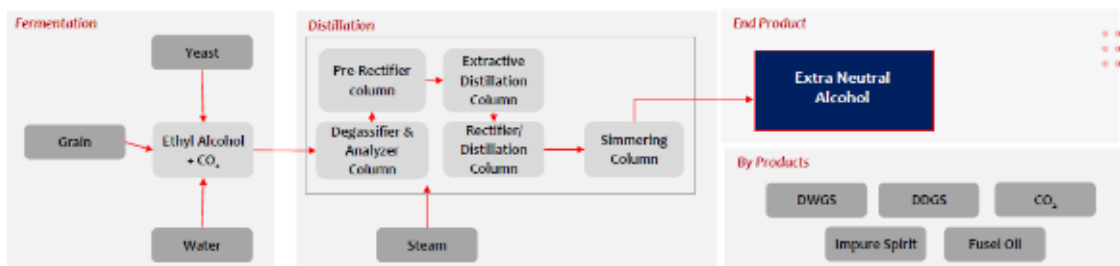 Fermentation
Yeast
Grain
Ethyl Alcohol
+ CO₂
Water
Distillation
Pre-Rectifier
column
Extractive
Distillation
Column
Degassifier &
Analyzer
Column
Rectifier/
Distillation
Column
Simmering
Column
Steam
End Product
Extra Neutral
Alcohol
By Products
DWGS
DDGS
CO₂
Impure Spirit
Fusel Oil